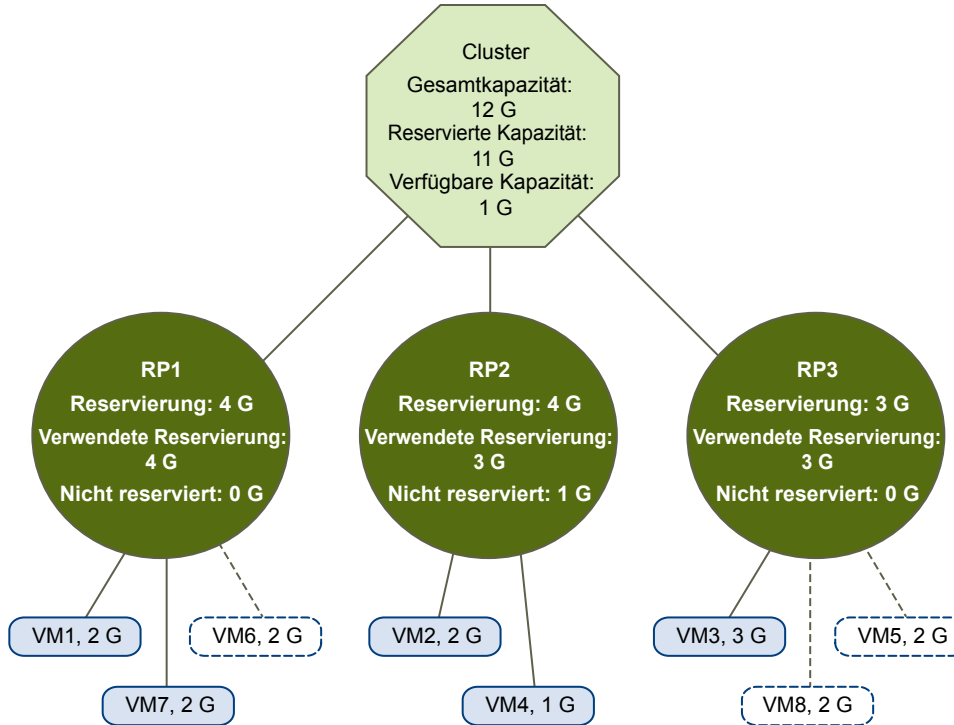 Cluster
Gesamtkapazität:
12 G
Reservierte Kapazität:
11 G
Verfügbare Kapazität:
1 G
RP1
Reservierung: 4 G
Verwendete Reservierung:
4 G
Nicht reserviert: 0 G
RP2
Reservierung: 4 G
Verwendete Reservierung:
3 G
Nicht reserviert: 1 G
RP3
Reservierung: 3 G
Verwendete Reservierung:
3 G
Nicht reserviert: 0 G
VM1, 2 G
VM6, 2 G
VM2, 2 G
VM3, 3 G
VM5, 2 G
VM7, 2 G
VM4, 1 G
VM8, 2 G